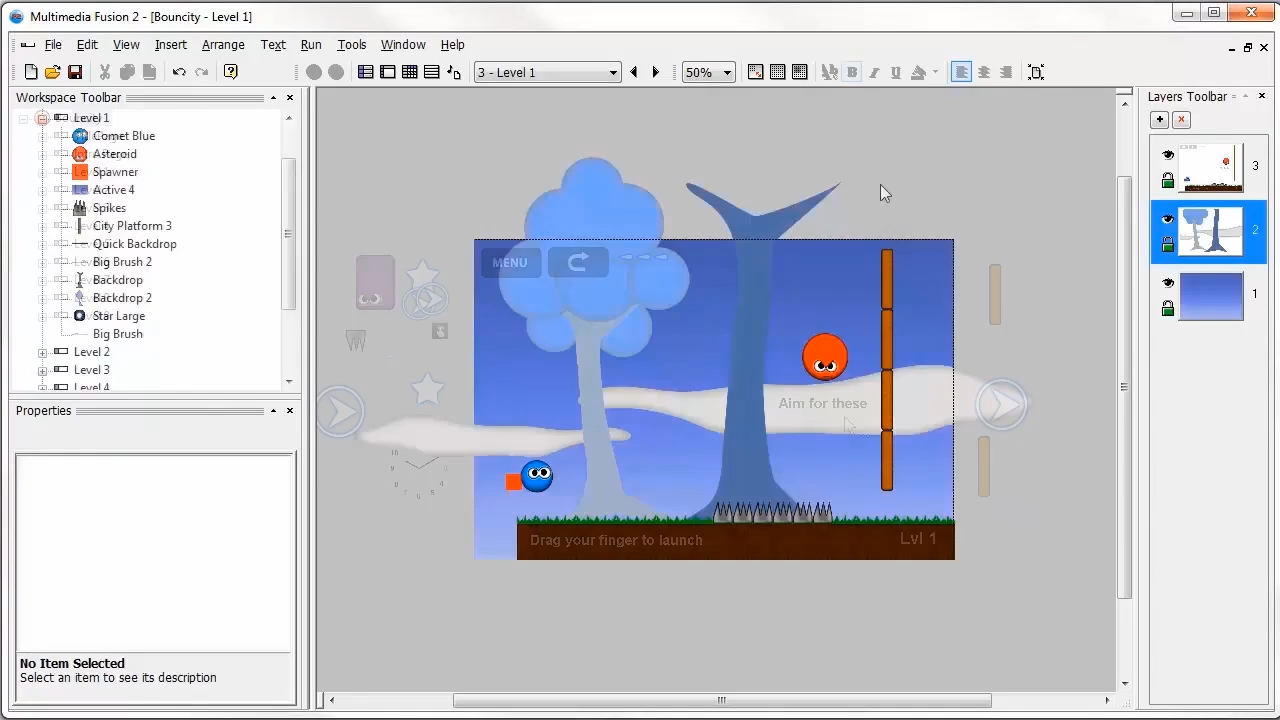 Multimedia Fusion 2 - [Bouncity - Level 1]
File Edit View Insert Arrange Text Run Tools Window Help
3 - Level 1
50%
Workspace Toolbar
Level 1
Comet Blue
Asteroid
Spawner
Active 4
Spikes
City Platform 3
Quick Backdrop
Big Brush 2
Backdrop
Backdrop 2
Star Large
Big Brush
Level 2
Level 3
Level 4
Properties
No Item Selected
Select an item to see its description
MENU
Aim for these
Drag your finger to launch
Lvl 1
Layers Toolbar
3
2
1